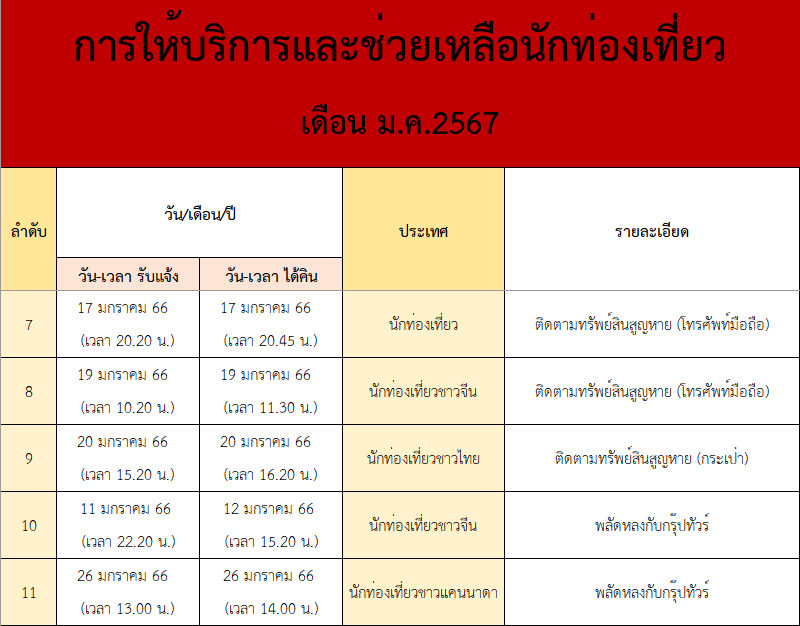 การให้บริการและช่วยเหลือนักท่องเที่ยว
เดือน ม.ค.2567
ลำดับ วัน/เดือน/ปี ประเทศ รายละเอียด
วัน-เวลา รับแจ้ง วัน-เวลา ได้คืน
7 17 มกราคม 66 (เวลา 20.20 น.) 17 มกราคม 66 (เวลา 20.45 น.) นักท่องเที่ยว ติดตามทรัพย์สินสูญหาย (โทรศัพท์มือถือ)
8 19 มกราคม 66 (เวลา 10.20 น.) 19 มกราคม 66 (เวลา 11.30 น.) นักท่องเที่ยวชาวจีน ติดตามทรัพย์สินสูญหาย (โทรศัพท์มือถือ)
9 20 มกราคม 66 (เวลา 15.20 น.) 20 มกราคม 66 (เวลา 16.20 น.) นักท่องเที่ยวชาวไทย ติดตามทรัพย์สินสูญหาย (กระเป๋า)
10 11 มกราคม 66 (เวลา 22.20 น.) 12 มกราคม 66 (เวลา 15.20 น.) นักท่องเที่ยวชาวจีน พลัดหลงกับกรุ๊ปทัวร์
11 26 มกราคม 66 (เวลา 13.00 น.) 26 มกราคม 66 (เวลา 14.00 น.) นักท่องเที่ยวชาวแคนนาดา พลัดหลงกับกรุ๊ปทัวร์